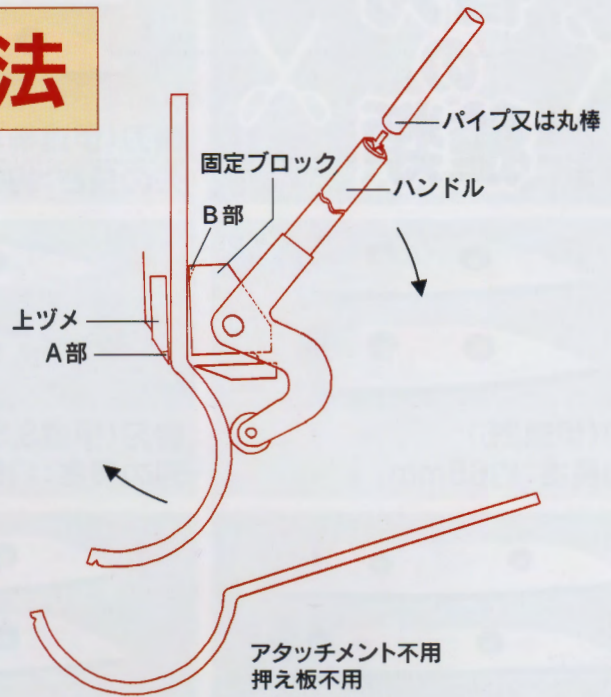 法
パイプ又は丸棒
固定ブロック
ハンドル
B部
上ヅメ
A部
アタッチメント不用
押え板不用